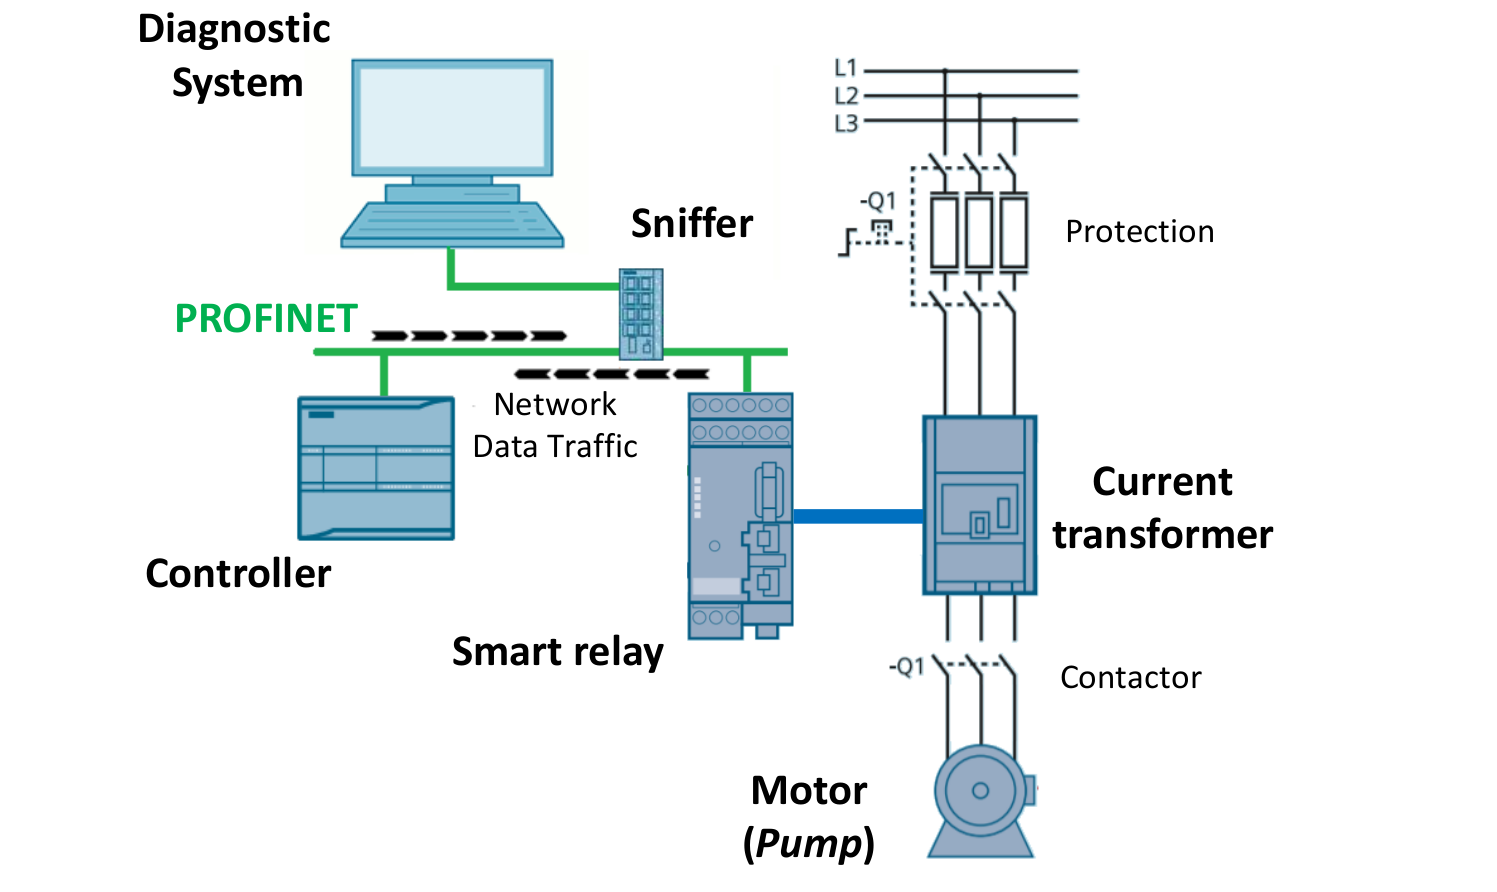 Diagnostic
System
L1
L2
L3
-Q1
Sniffer
Protection
PROFINET
Network
Data Traffic
Current
transformer
Controller
Smart relay
-Q1
Contactor
Motor
(Pump)